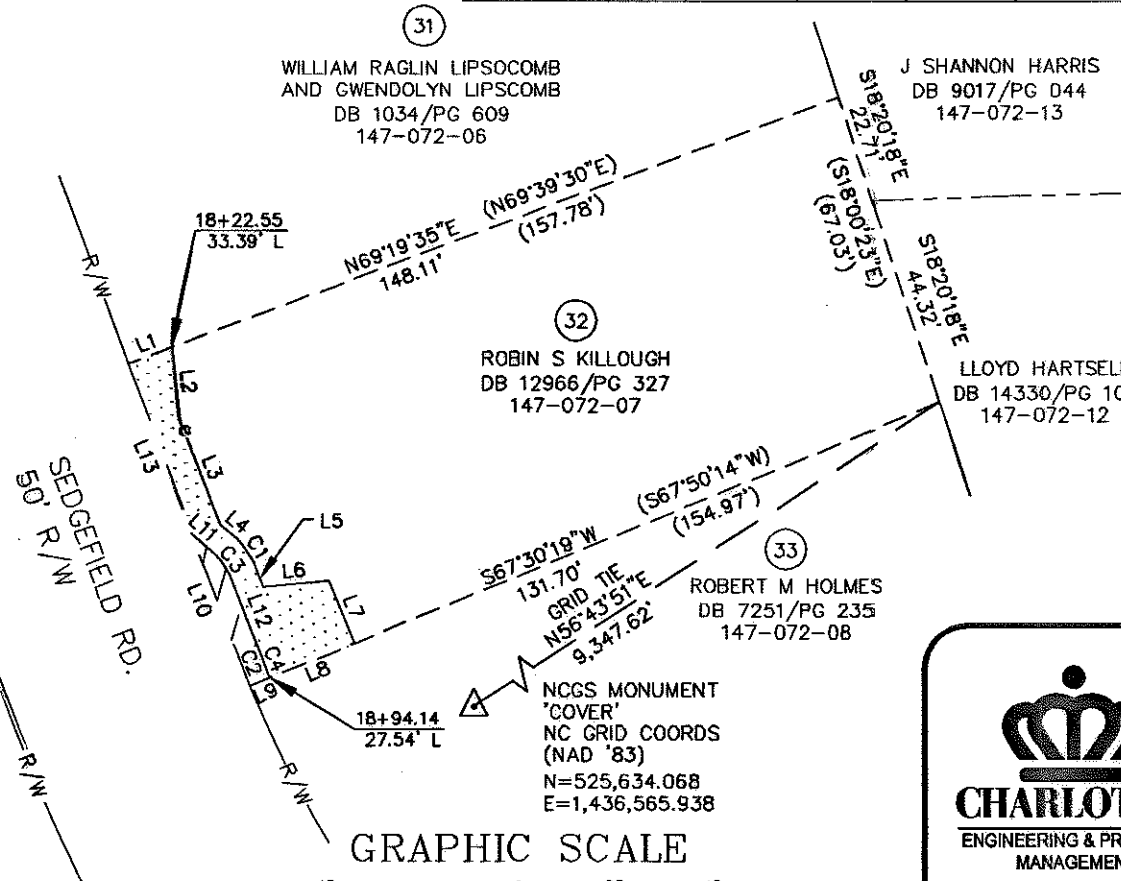 31
WILLIAM RAGLIN LIPSOCOMB
AND GWENDOLYN LIPSCOMB
DB 1034/PG 609
147-072-06
J SHANNON HARRIS
DB 9017/PG 044
147-072-13
S18°20'18"E
22.71'
(S18°00'23"E)
(67.03')
S18°20'18"E
44.32'
(N69°39'30"E)
(157.78')
N69°19'35"E
148.11'
18+22.55
33.39' L
R/W
L1
L2
32
ROBIN S KILLOUGH
DB 12966/PG 327
147-072-07
LLOYD HARTSELL
DB 14330/PG
147-072-12
e
L3
L13
SEDGEFIELD RD.
50' R/W
L4
C1
L5
L11
C3
L6
L10
L12
L7
(S67°50'14"W)
(154.97')
S67°30'19"W
131.70'
33
ROBERT M HOLMES
DB 7251/PG 235
147-072-08
GRID TIE
N56°43'51"E
9,347.62'
C2
C4
L8
L9
18+94.14
27.54' L
NCGS MONUMENT
'COVER'
NC GRID COORDS
(NAD '83)
N=525,634.068
E=1,436,565.938
R/W
R/W
GRAPHIC SCALE
CHARLOT
ENGINEERING & PR
MANAGEMEN